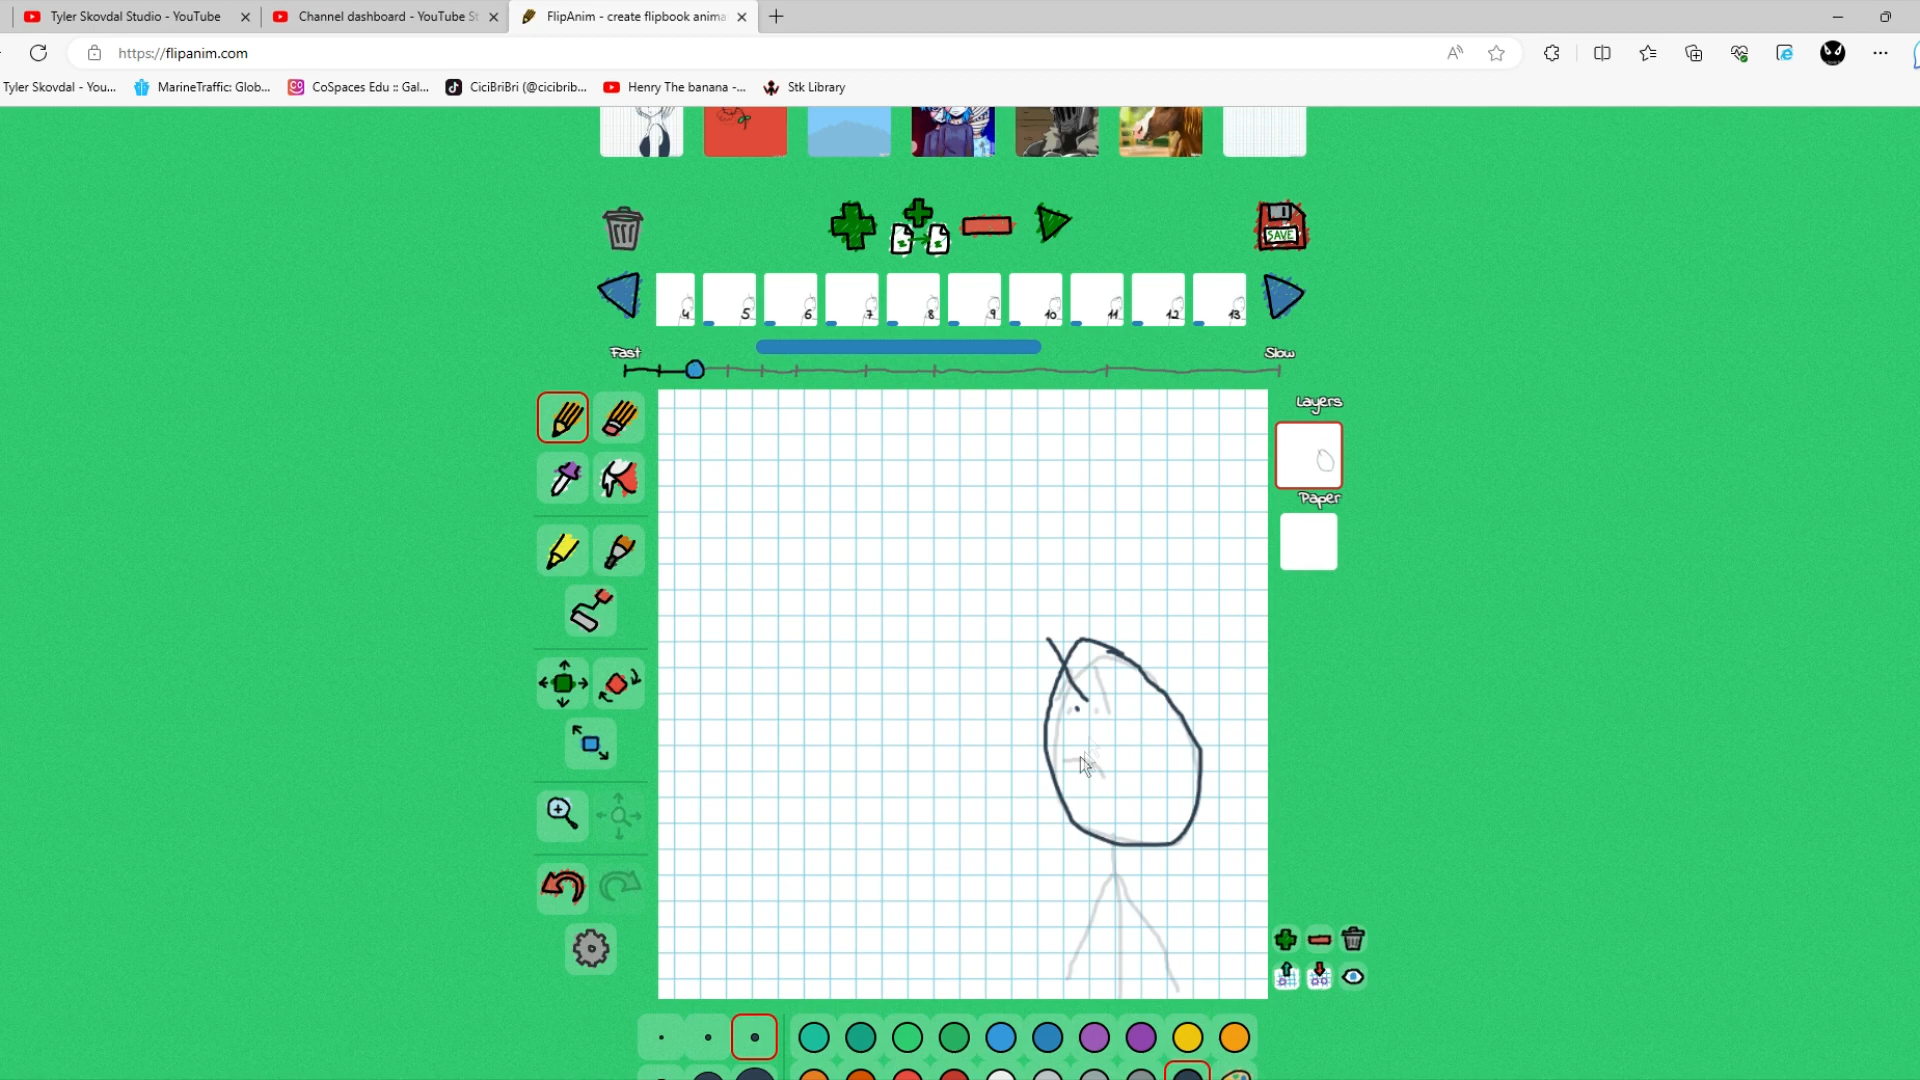 Tyler Skovdal Studio - YouTube
Channel dashboard - YouTube St
FlipAnim - create flipbook anima
https://flipanim.com
Tyler Skovdal - You...
MarineTraffic: Glob...
CoSpaces Edu :: Gal...
CiciBriBri (@cicibrib...
Henry The banana -...
Stk Library
SAVE
4
5
6
7
8
9
10
11
12
13
Fast
Slow
Layers
Paper